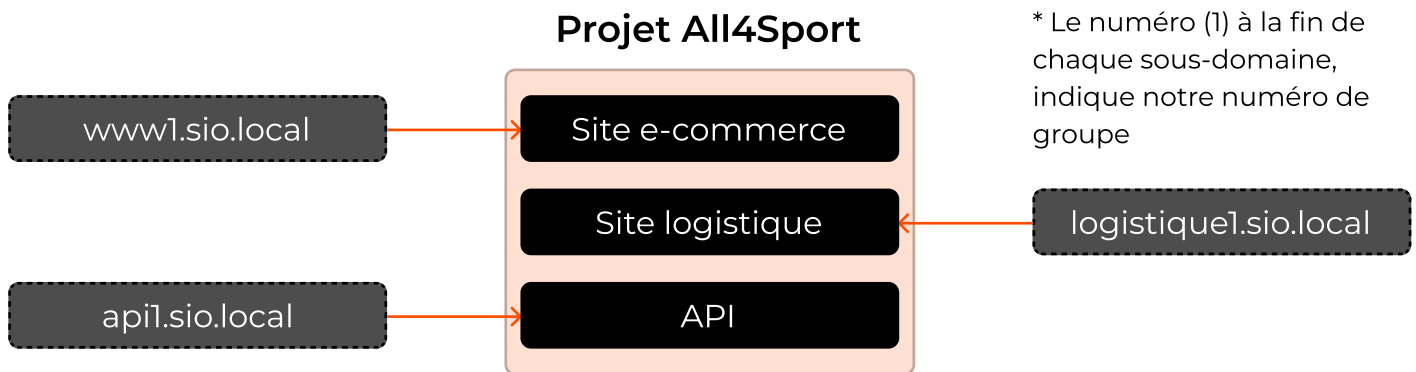 Projet All4Sport
* Le numéro (1) à la fin de
chaque sous-domaine,
indique notre numéro de
groupe
www1.sio.local
Site e-commerce
Site logistique
logistique1.sio.local
api1.sio.local
API